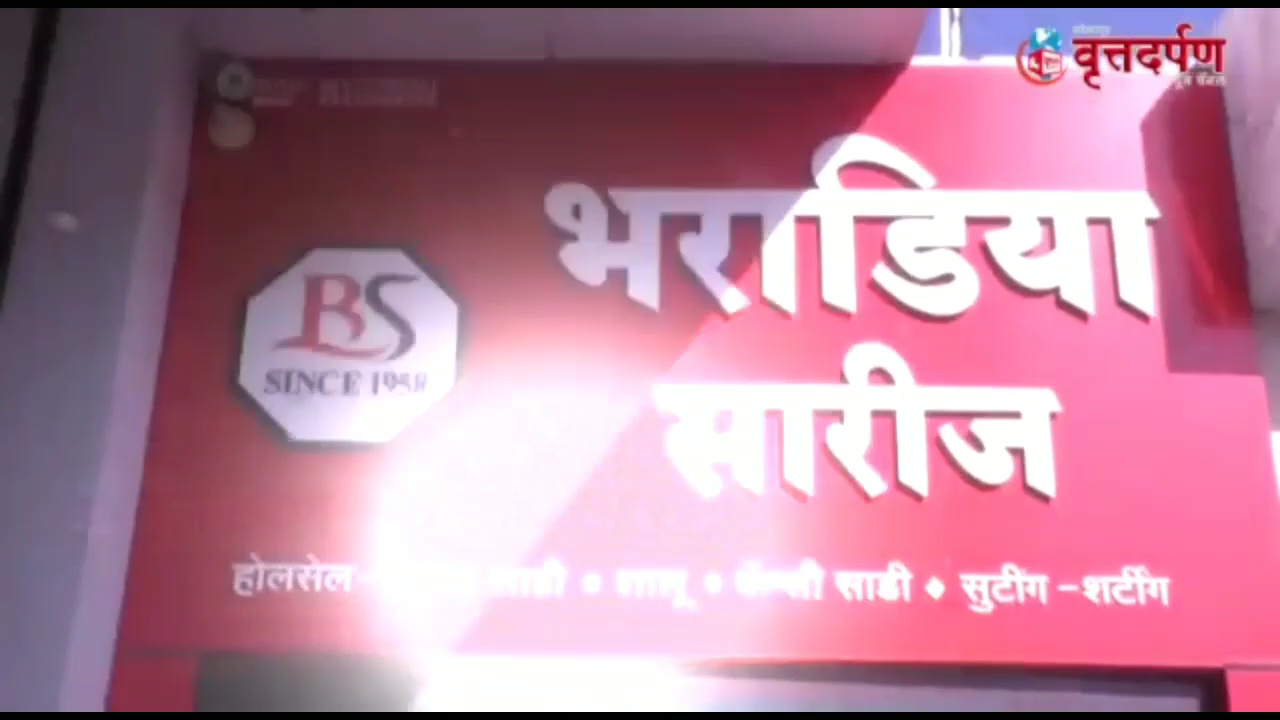 वृत्तदर्पण
भराडिया
BS
SINCE 1958
सारीज
होलसेल - साडी • शालू • फॅन्सी साडी • सुटींग - शर्टींग